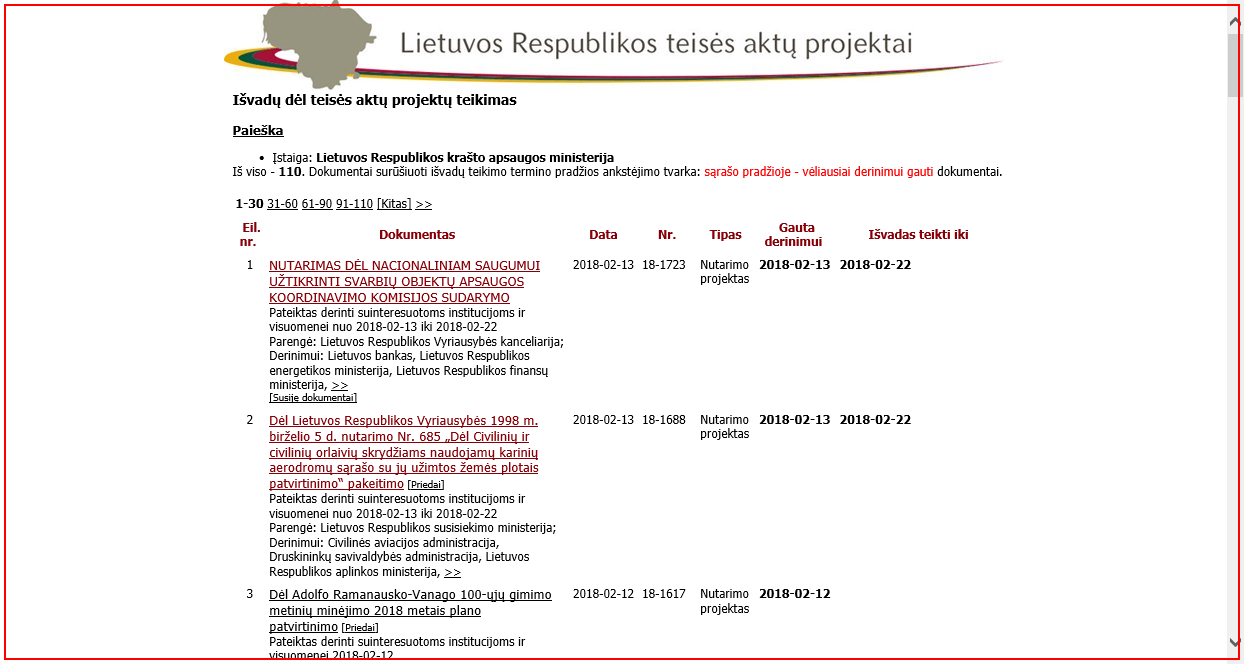 Lietuvos Respublikos teisės aktų projektai
Išvadų dėl teisės aktų projektų teikimas
Paieška
• Įstaiga: Lietuvos Respublikos krašto apsaugos ministerija
Iš viso - 110. Dokumentai surūšiuoti išvadų teikimo termino pradžios ankstėjimo tvarka: sąrašo pradžioje - vėliausiai derinimui gauti dokumentai.
1-30 31-60 61-90 91-110 [Kitas] >>
Eil. nr. Dokumentas Data Nr. Tipas Gauta derinimui Išvadas teikti iki
1 NUTARIMAS DĖL NACIONALINIAM SAUGUMUI 2018-02-13 18-1723 Nutarimo 2018-02-13 2018-02-22
UŽTIKRINTI SVARBIŲ OBJEKTŲ APSAUGOS projektas
KOORDINAVIMO KOMISIJOS SUDARYMO
Pateiktas derinti suinteresuotoms institucijoms ir
visuomenei nuo 2018-02-13 iki 2018-02-22
Parengė: Lietuvos Respublikos Vyriausybės kanceliarija;
Derinimui: Lietuvos bankas, Lietuvos Respublikos
energetikos ministerija, Lietuvos Respublikos finansų
ministerija, >>
[Susiję dokumentai]
2 Dėl Lietuvos Respublikos Vyriausybės 1998 m. 2018-02-13 18-1688 Nutarimo 2018-02-13 2018-02-22
birželio 5 d. nutarimo Nr. 685 „Dėl Civilinių ir projektas
civilinių orlaivių skrydžiams naudojamų karinių
aerodromų sąrašo su jų užimtos žemės plotais
patvirtinimo“ pakeitimo [Priedai]
Pateiktas derinti suinteresuotoms institucijoms ir
visuomenei nuo 2018-02-13 iki 2018-02-22
Parengė: Lietuvos Respublikos susisiekimo ministerija;
Derinimui: Civilinės aviacijos administracija,
Druskininkų savivaldybės administracija, Lietuvos
Respublikos aplinkos ministerija, >>
3 Dėl Adolfo Ramanausko-Vanago 100-ųjų gimimo 2018-02-12 18-1617 Nutarimo 2018-02-12
metinių minėjimo 2018 metais plano projektas
patvirtinimo [Priedai]
Pateiktas derinti suinteresuotoms institucijoms ir
visuomenei 2018-02-12